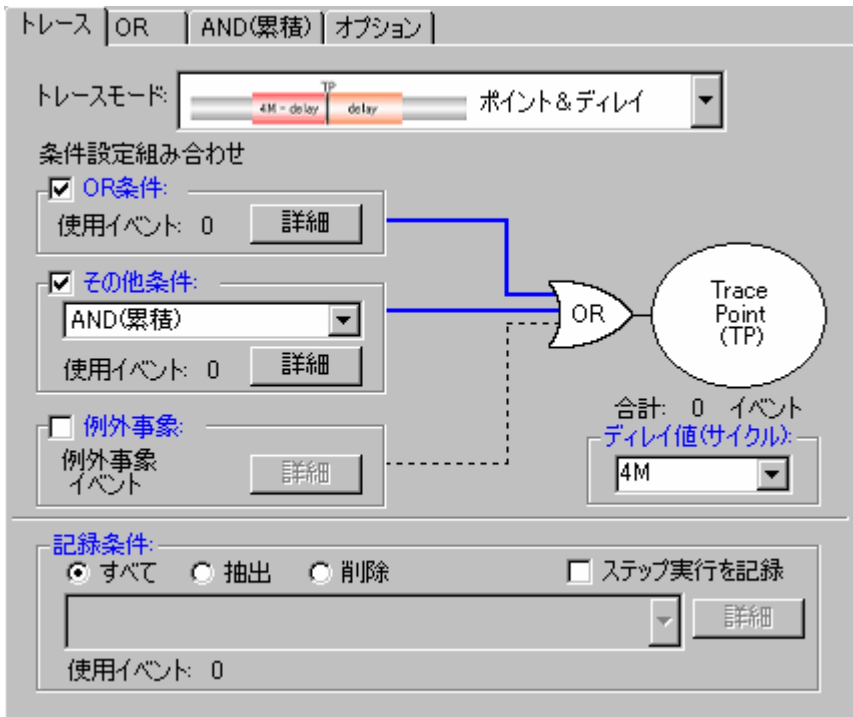 トレース OR AND(累積) オプション
トレースモード: TP 4M - delay delay ポイント&ディレイ
条件設定組み合わせ
OR条件:
使用イベント: 0 詳細
その他条件:
AND(累積)
使用イベント: 0 詳細
例外事象:
例外事象
イベント
詳細
OR
Trace
Point
(TP)
合計: 0 イベント
ディレイ値(サイクル):
4M
記録条件:
すべて 抽出 削除 ステップ実行を記録
詳細
使用イベント: 0